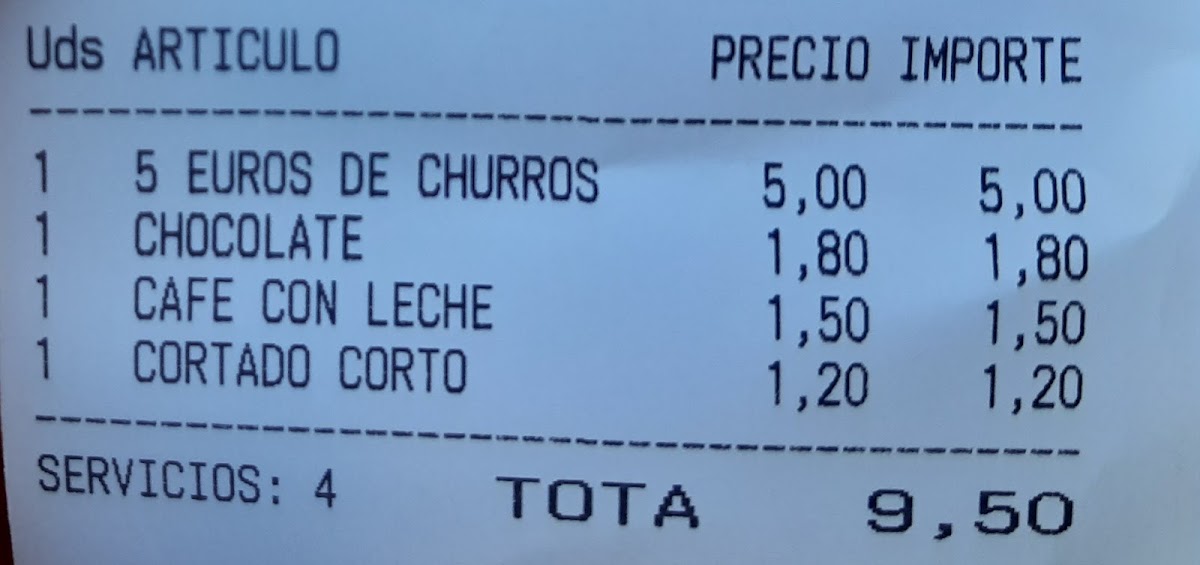 Uds ARTICULO PRECIO IMPORTE
1 5 EUROS DE CHURROS 5,00 5,00
1 CHOCOLATE 1,80 1,80
1 CAFE CON LECHE 1,50 1,50
1 CORTADO CORTO 1,20 1,20
SERVICIOS: 4 TOTA 9,50